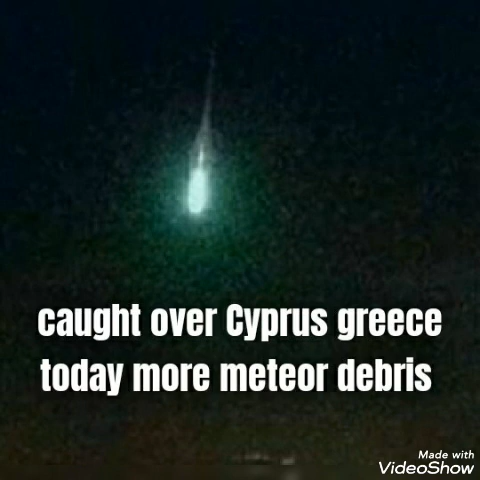 caught over Cyprus greece
today more meteor debris
Made with
VideoShow